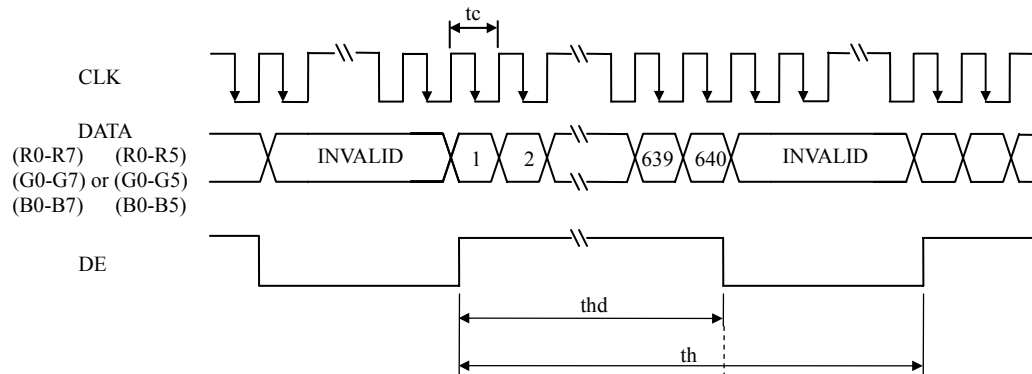 tc
CLK
DATA
(R0-R7) (R0-R5)
(G0-G7) or (G0-G5)
(B0-B7) (B0-B5)
INVALID 1 2 639 640 INVALID
DE
thd
th